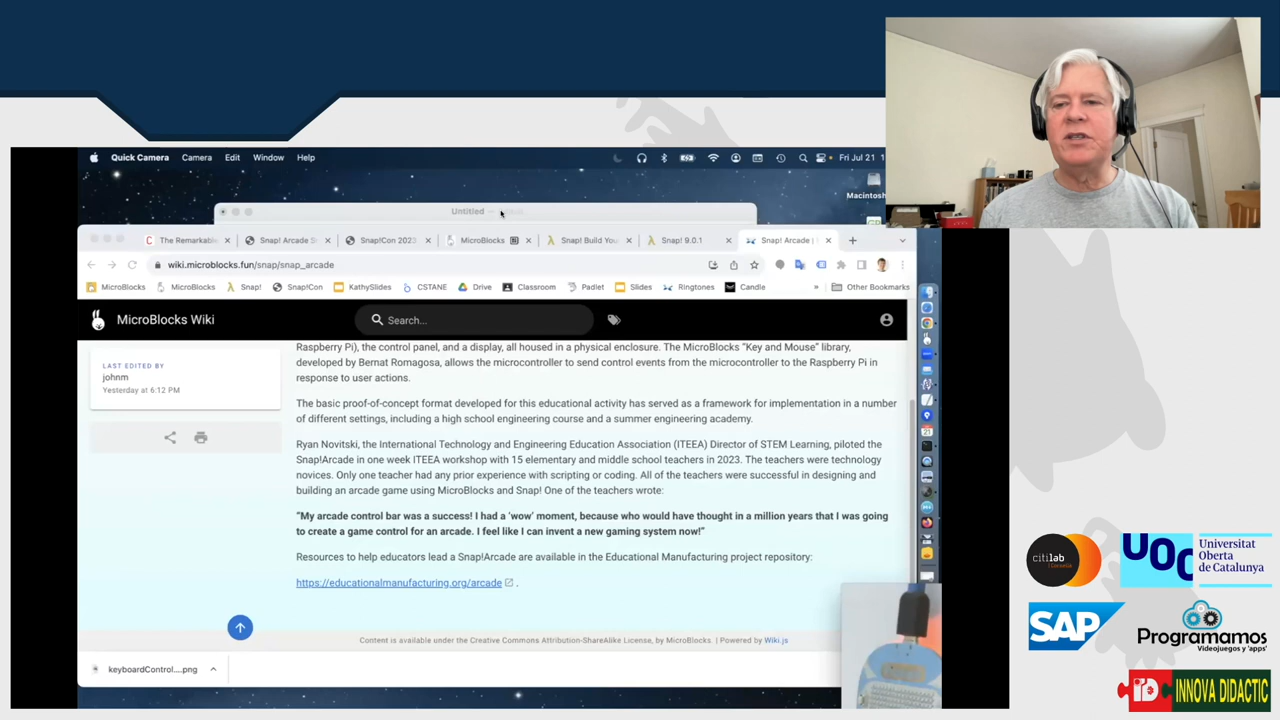 Quick Camera Camera Edit Window Help Fri Jul 21 1
Macintosh
Untitled
The Remarkabl Snap! Arcade S Snap!Con 2023 MicroBlocks Snap! Build You Snap! 9.0.1 Snap! Arcade |
wiki.microblocks.fun/snap/snap_arcade
MicroBlocks MicroBlocks Snap! Snap!Con KathySlides CSTANE Drive Classroom Padlet Slides Ringtones Candle » Other Bookmarks
MicroBlocks Wiki Search...
LAST EDITED BY
johnm
Yesterday at 6:12 PM
Raspberry Pi), the control panel, and a display, all housed in a physical enclosure. The MicroBlocks “Key and Mouse” library,
developed by Bernat Romagosa, allows the microcontroller to send control events from the microcontroller to the Raspberry Pi in
response to user actions.
The basic proof-of-concept format developed for this educational activity has served as a framework for implementation in a number
of different settings, including a high school engineering course and a summer engineering academy.
Ryan Novitski, the International Technology and Engineering Education Association (ITEEA) Director of STEM Learning, piloted the
Snap!Arcade in one week ITEEA workshop with 15 elementary and middle school teachers in 2023. The teachers were technology
novices. Only one teacher had any prior experience with scripting or coding. All of the teachers were successful in designing and
building an arcade game using MicroBlocks and Snap! One of the teachers wrote:
“My arcade control bar was a success! I had a ‘wow’ moment, because who would have thought in a million years that I was going
to create a game control for an arcade. I feel like I can invent a new gaming system now!”
Resources to help educators lead a Snap!Arcade are available in the Educational Manufacturing project repository:
https://educationalmanufacturing.org/arcade .
Content is available under the Creative Commons Attribution-ShareAlike License, by MicroBlocks. | Powered by Wiki.js
keyboardControl....png
citilab
Cornellà
UOC
Universitat
Oberta
de Catalunya
SAP
Programamos
Videojuegos y 'apps'
iD INNOVA DIDACTIC